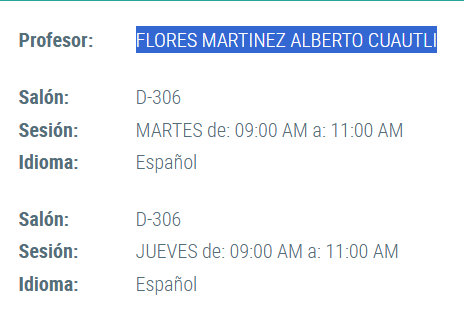 Profesor: FLORES MARTINEZ ALBERTO CUAUTLI
Salón: D-306
Sesión: MARTES de: 09:00 AM a: 11:00 AM
Idioma: Español
Salón: D-306
Sesión: JUEVES de: 09:00 AM a: 11:00 AM
Idioma: Español